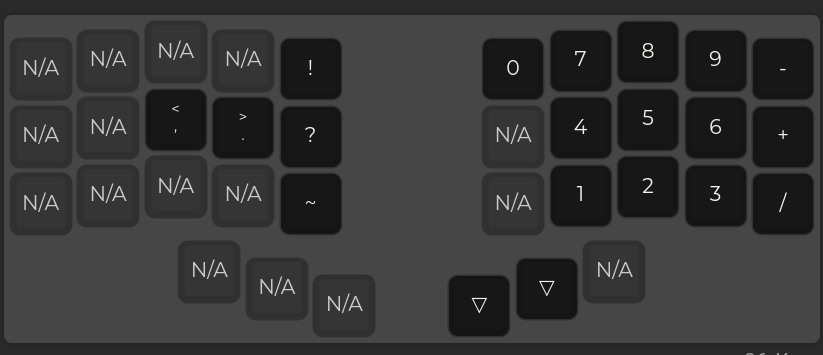 N/A N/A N/A N/A ! 0 7 8 9 -
N/A N/A < , > . ? N/A 4 5 6 +
N/A N/A N/A N/A ~ N/A 1 2 3 /
N/A N/A N/A ▽ ▽ N/A